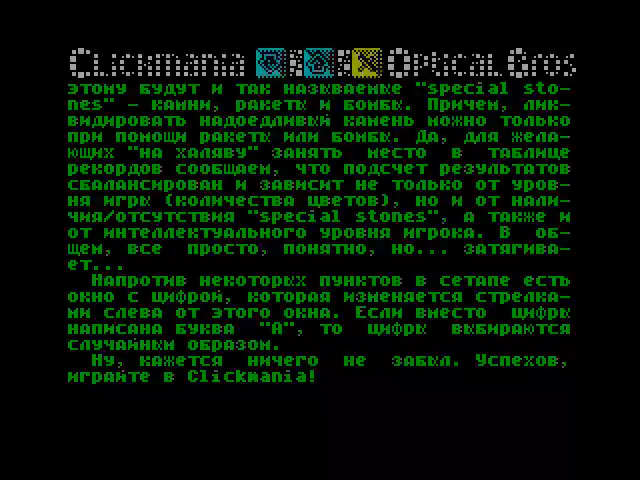 Clickmania Optical Gros
этому будут и так называемые "special sto-
nes" - камни, ракеты и бомбы. Причем, лик-
видировать надоедливый камень можно только
при помощи ракеты или бомбы. Да, для жела-
ющих "на халяву" занять место в таблице
рекордов сообщаем, что подсчет результатов
сбалансирован и зависит не только от уров-
ня игры (количества цветов), но и от нали-
чия/отсутствия "special stones", а также и
от интеллектуального уровня игрока. В об-
щем, все просто, понятно, но... затягива-
ет...
Напротив некоторых пунктов в сетапе есть
окно с цифрой, которая изменяется стрелка-
ми слева от этого окна. Если вместо цифры
написана буква "А", то цифры выбираются
случайным образом.
Ну, кажется ничего не забыл. Успехов,
играйте в Clickmania!